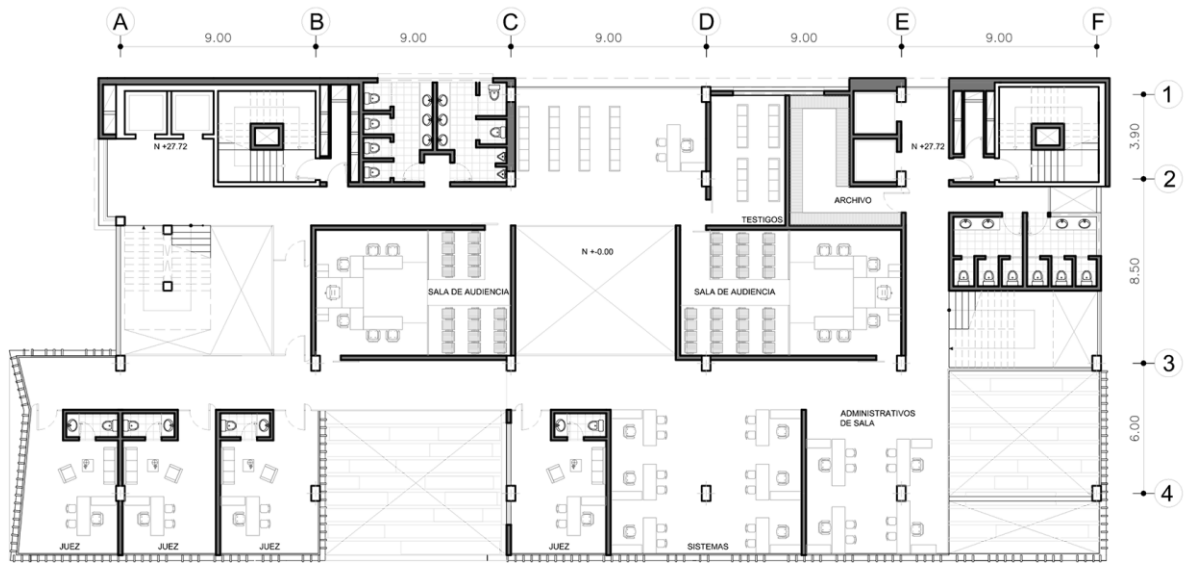 A B C D E F
9.00 9.00 9.00 9.00 9.00
1
3.90
N +27.72
N +27.72
2
ARCHIVO
TESTIGOS
N +-0.00
8.50
SALA DE AUDIENCIA
SALA DE AUDIENCIA
3
ADMINISTRATIVOS
DE SALA
6.00
4
JUEZ
JUEZ
JUEZ
JUEZ
SISTEMAS